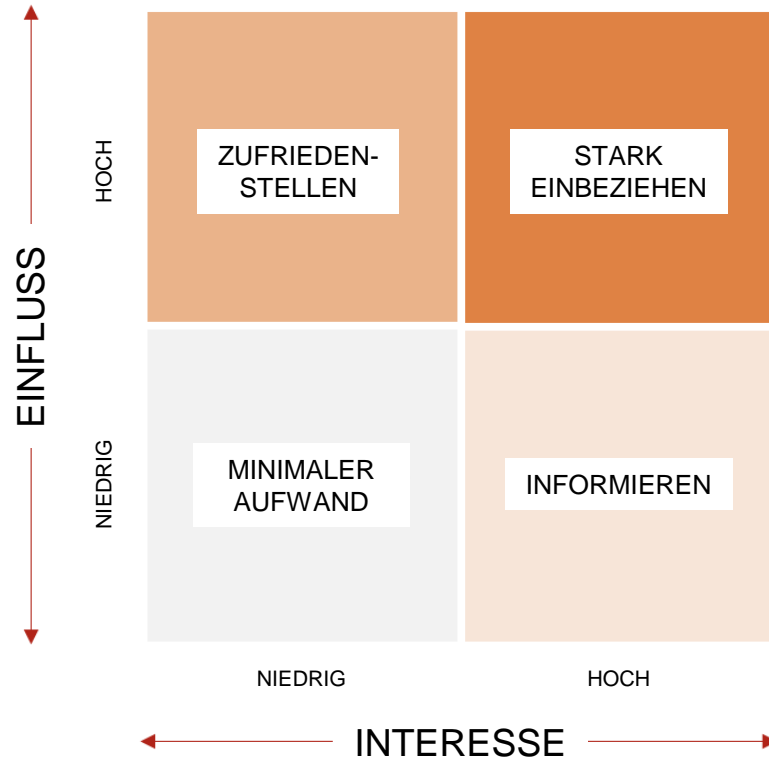 ZUFRIEDEN-
STELLEN
STARK
EINBEZIEHEN
HOCH
EINFLUSS
MINIMALER
AUFWAND
INFORMIEREN
NIEDRIG
NIEDRIG
HOCH
INTERESSE